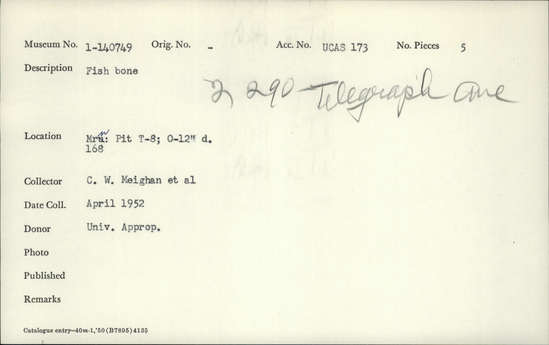 Museum No. 1-140749 Orig. No. - Acc. No. UCAS 173 No. Pieces 5
Description Fish bone
2, 290 Telegraph Ave
Location Mrn: Pit T-8; 0-12" d.
168
Collector C. W. Meighan et al
Date Coll. April 1952
Donor Univ. Approp.
Photo
Published
Remarks
Catalogue entry—40m-1,'50 (B7895) 4185